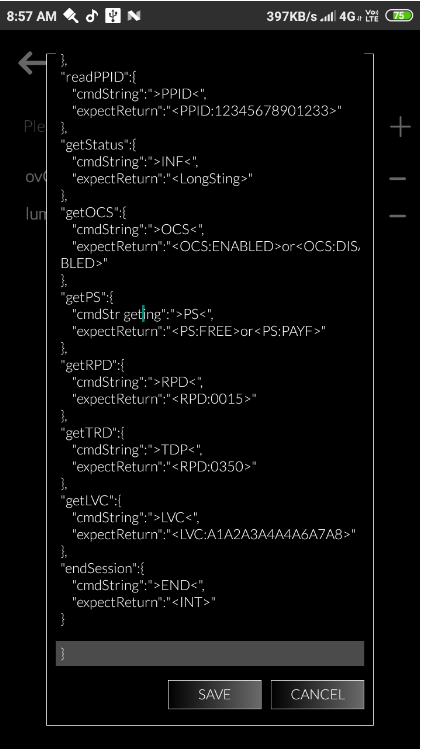 8:57 AM 397KB/s 4G Vo) LTE 75
},
"readPPID":{
"cmdString":">PPID<",
"expectReturn":"<PPID:12345678901233>"
Ple
},
"getStatus":{
"cmdString":">INF<",
"expectReturn":"<LongSting>"
ov
},
lum
"getOCS":{
"cmdString":">OCS<",
"expectReturn":"<OCS:ENABLED>or<OCS:DISA
BLED>"
},
"getPS":{
"cmdStr geting":">PS<",
"expectReturn":"<PS:FREE>or<PS:PAYF>"
},
"getRPD":{
"cmdString":">RPD<",
"expectReturn":"<RPD:0015>"
},
"getTRD":{
"cmdString":">TDP<",
"expectReturn":"<RPD:0350>"
},
"getLVC":{
"cmdString":">LVC<",
"expectReturn":"<LVC:A1A2A3A4A4A6A7A8>"
},
"endSession":{
"cmdString":">END<",
"expectReturn":"<INT>"
}
}
SAVE CANCEL